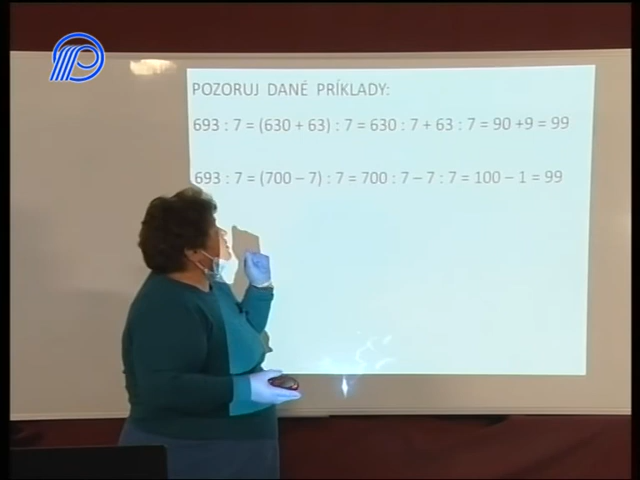 POZORUJ DANÉ PRÍKLADY:
693 : 7 = (630 + 63) : 7 = 630 : 7 + 63 : 7 = 90 +9 = 99
693 : 7 = (700 – 7) : 7 = 700 : 7 – 7 : 7 = 100 – 1 = 99